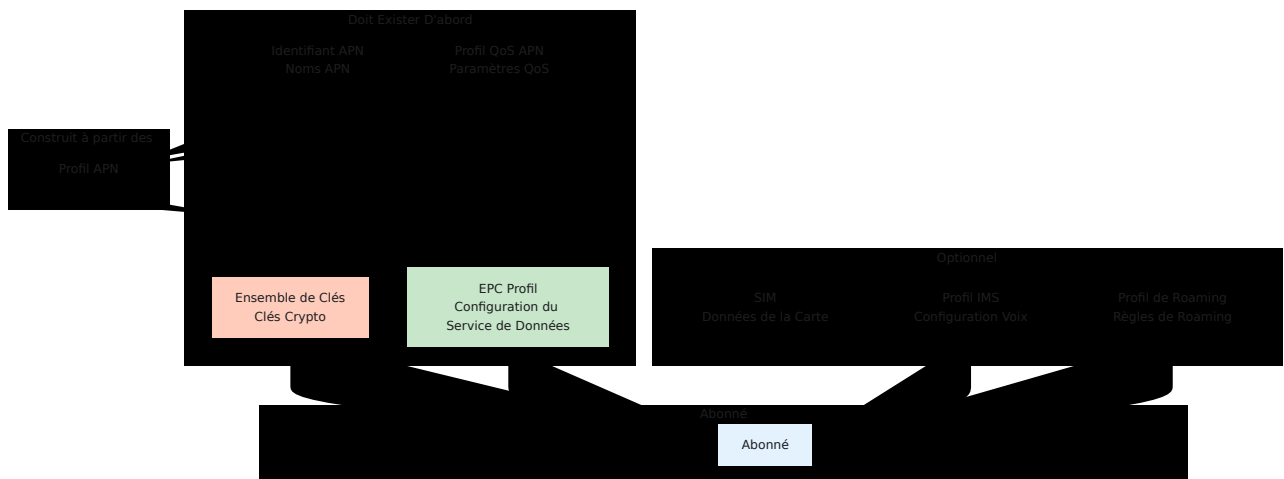 Doit Exister D'abord
Identifiant APN
Noms APN
Profil QoS APN
Paramètres QoS
Construit à partir des
Profil APN
Ensemble de Clés
Clés Crypto
EPC Profil
Configuration du
Service de Données
Optionnel
SIM
Données de la Carte
Profil IMS
Configuration Voix
Profil de Roaming
Règles de Roaming
Abonné
Abonné